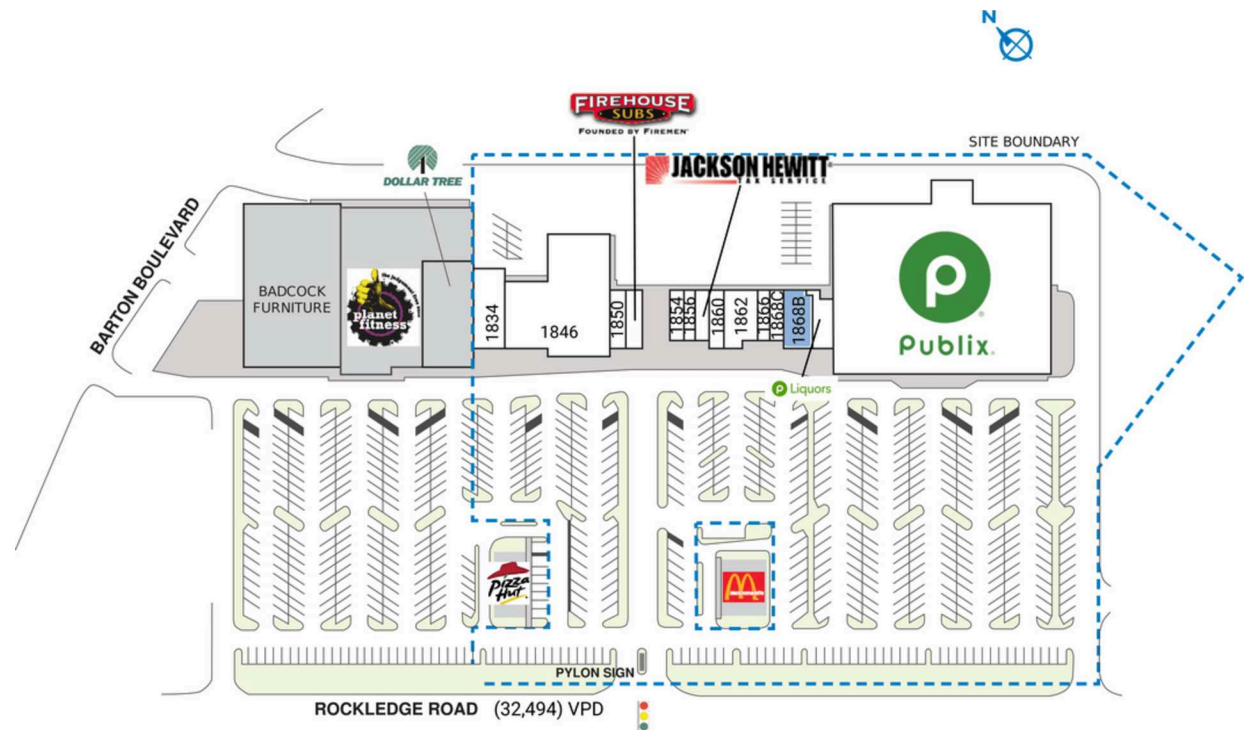 N
FIREHOUSE
SUBS
FOUNDED BY FIREMEN
SITE BOUNDARY
JACKSON HEWITT
TAX SERVICE
DOLLAR TREE
BARTON BOULEVARD
BADCOCK
FURNITURE
planet
fitness
1834
1846
1850
1854
1856
1860
1862
1866
1868C
1868B
Publix.
Liquors
Pizza
Hut
PYLON SIGN
ROCKLEDGE ROAD (32,494) VPD